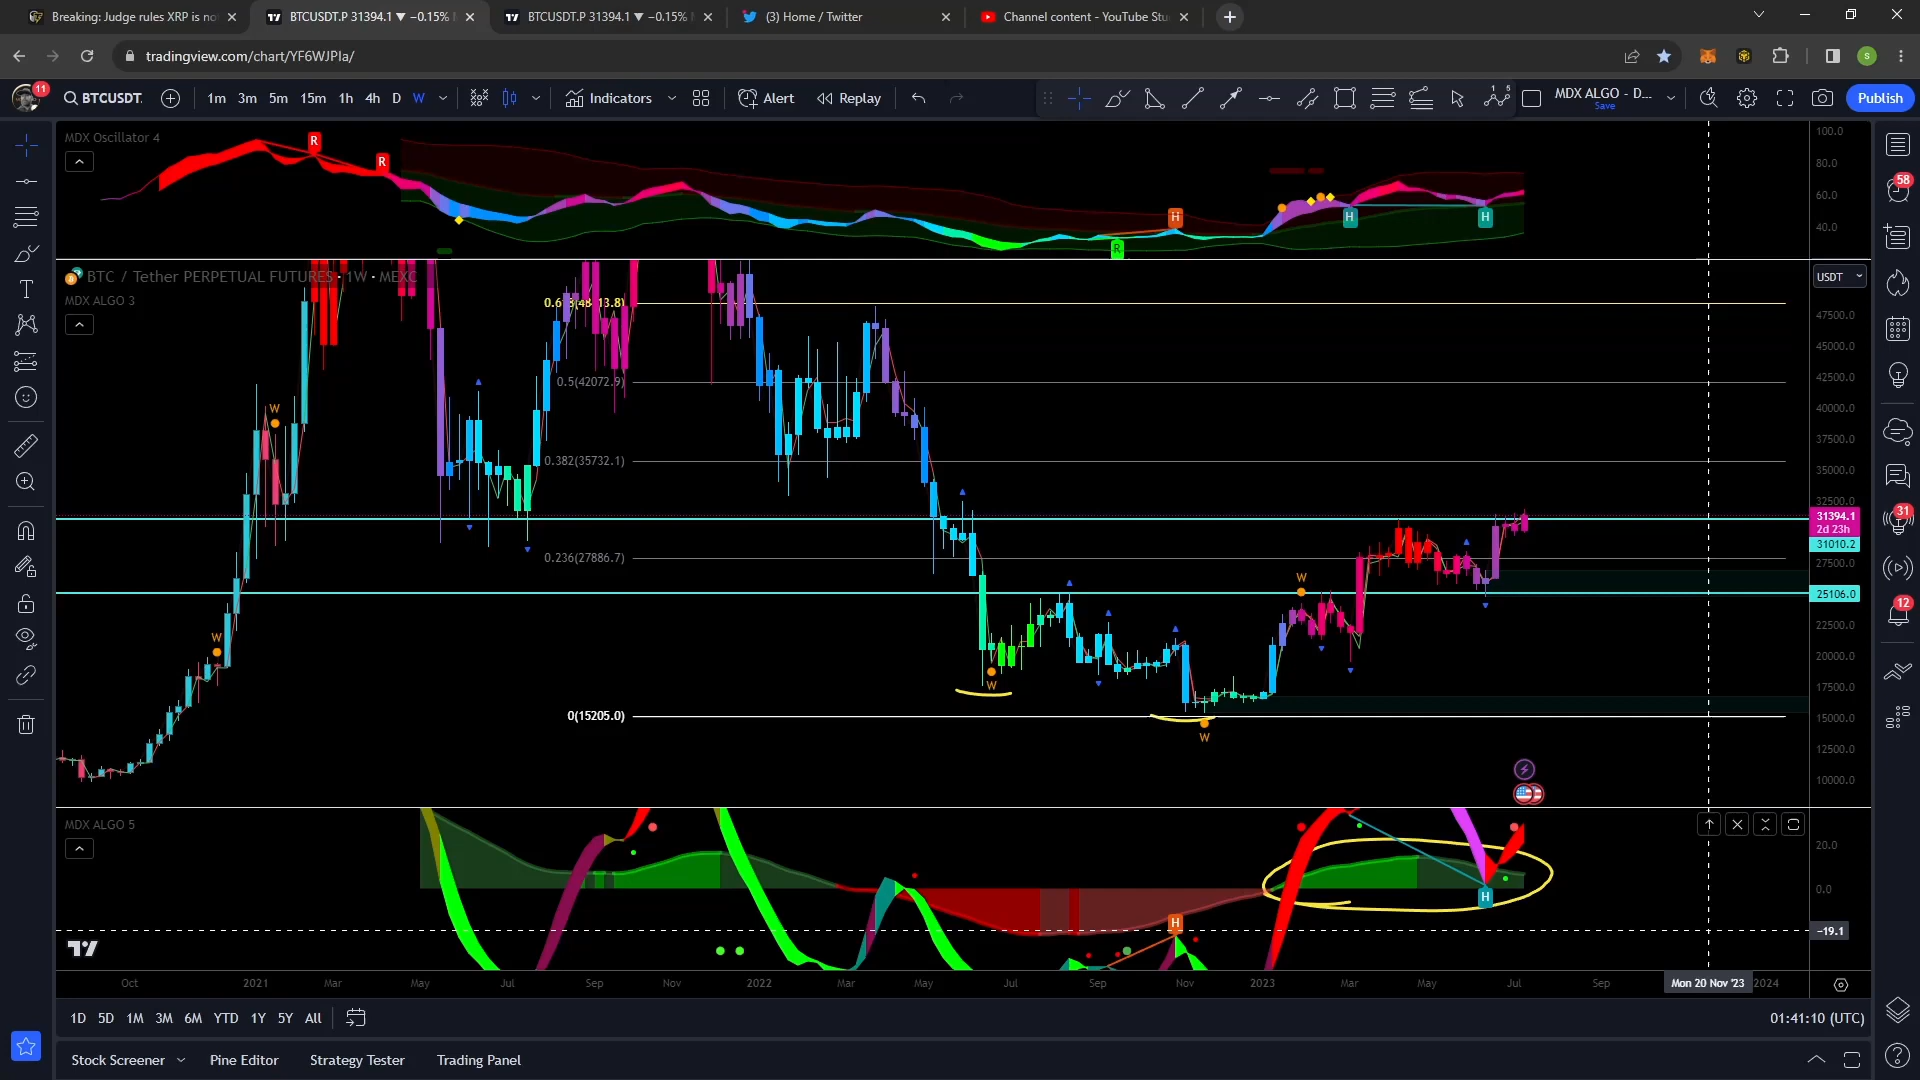 Breaking: Judge rules XRP is no
BTCUSDT.P 31394.1 ▼ −0.15%
BTCUSDT.P 31394.1 ▼ −0.15%
(3) Home / Twitter
Channel content - YouTube Stu
tradingview.com/chart/YF6WJPIa/
S
11
BTCUSDT.
1m 3m 5m 15m 1h 4h D W
Indicators
Alert
Replay
MDX ALGO - D...
Save
Publish
MDX Oscillator 4
R
R
H
R
H
H
100.0
80.0
60.0
40.0
BTC / Tether PERPETUAL FUTURES · 1W · MEXC
MDX ALGO 3
USDT
0.618(48413.8)
0.5(42072.9)
0.382(35732.1)
0.236(27886.7)
0(15205.0)
W
W
W
W
W
47500.0
45000.0
42500.0
40000.0
37500.0
35000.0
32500.0
31394.1
2d 23h
31010.2
27500.0
25106.0
22500.0
20000.0
17500.0
15000.0
12500.0
10000.0
MDX ALGO 5
H
H
20.0
0.0
−19.1
Oct 2021 Mar May Jul Sep Nov 2022 Mar May Jul Sep Nov 2023 Mar May Jul Sep Mon 20 Nov '23 2024
1D 5D 1M 3M 6M YTD 1Y 5Y All
01:41:10 (UTC)
Stock Screener Pine Editor Strategy Tester Trading Panel
58
31
12